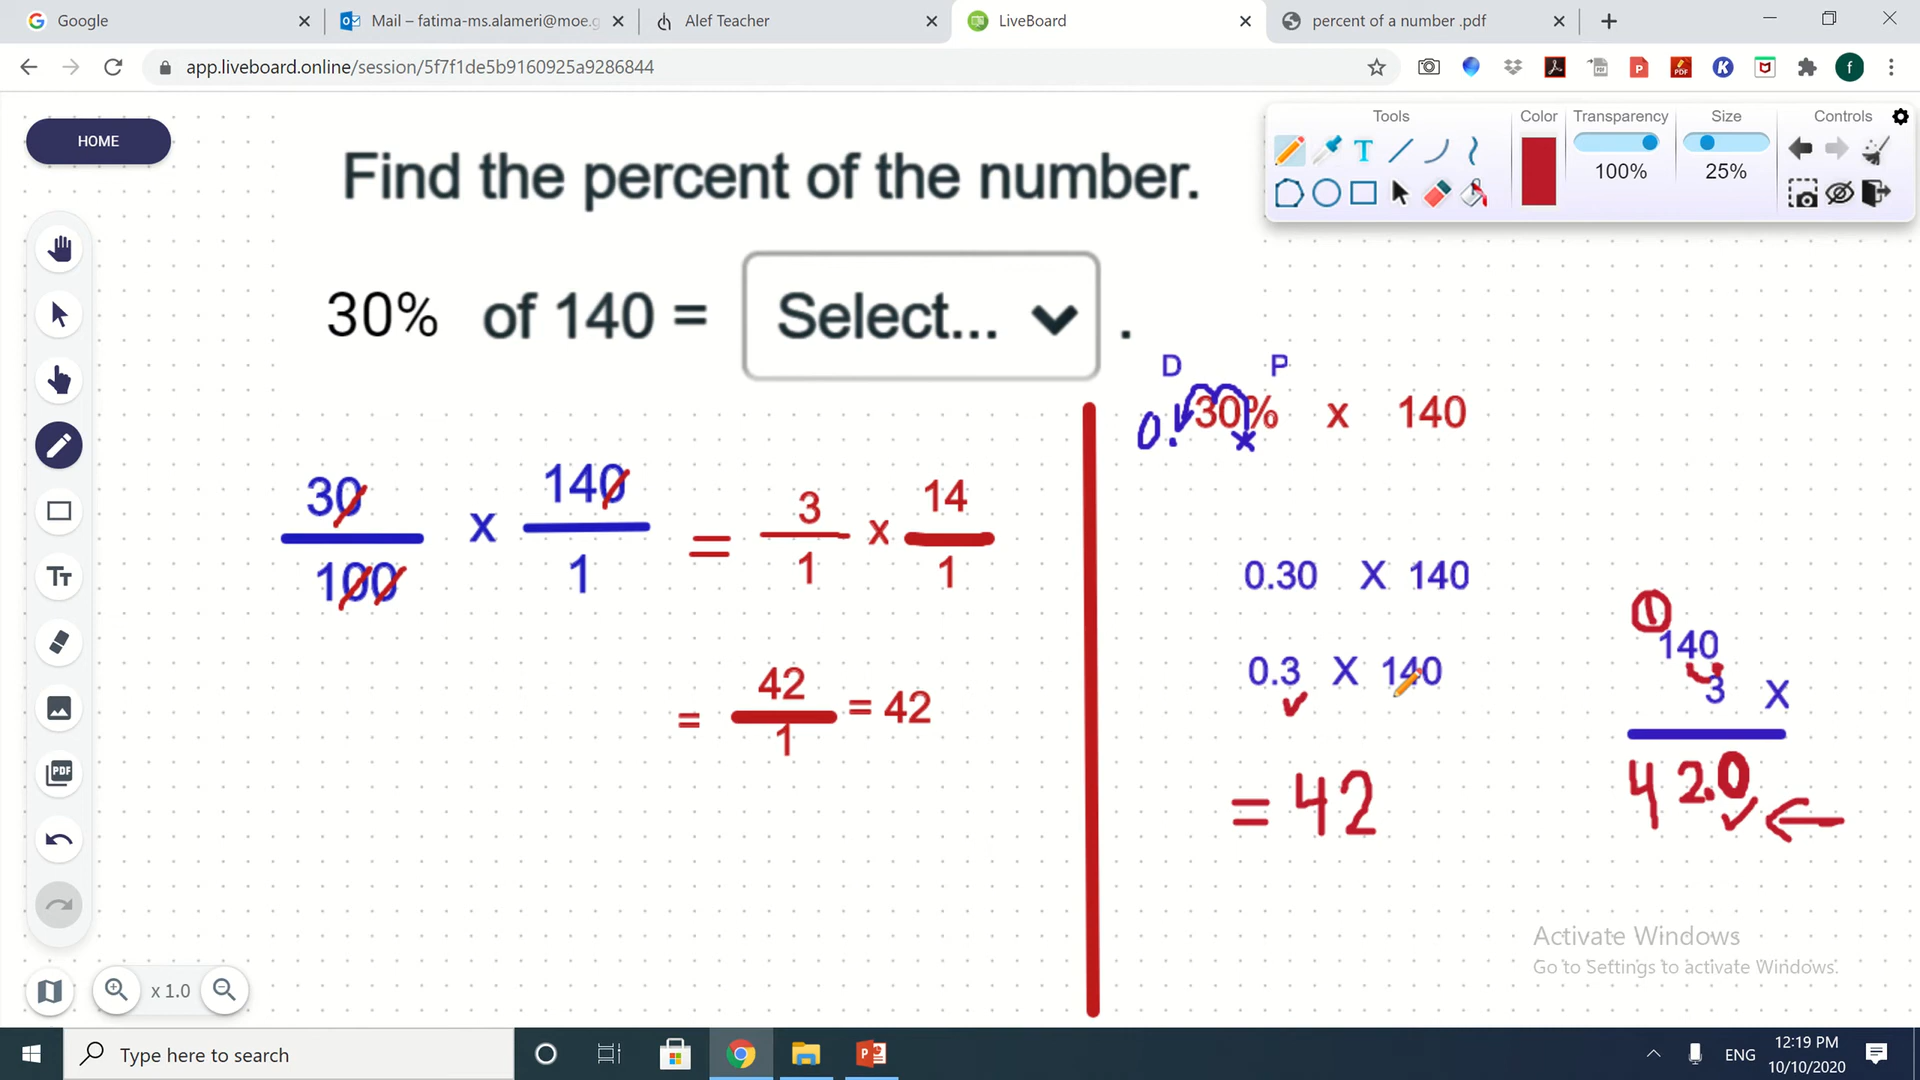 Google
Mail – fatima-ms.alameri@moe.g
Alef Teacher
LiveBoard
percent of a number .pdf
app.liveboard.online/session/5f7f1de5b9160925a9286844
f
HOME
Tools
Color
Transparency
Size
Controls
100%
25%
Find the percent of the number.
30% of 140 = Select... .
D P
0. 30% x 140
30/100 x 140/1 = 3/1 x 14/1
= 42/1 = 42
0.30 X 140
0.3 X 140
= 42
1
140
3 X
42.0
x 1.0
Activate Windows
Go to Settings to activate Windows.
Type here to search
ENG
12:19 PM
10/10/2020